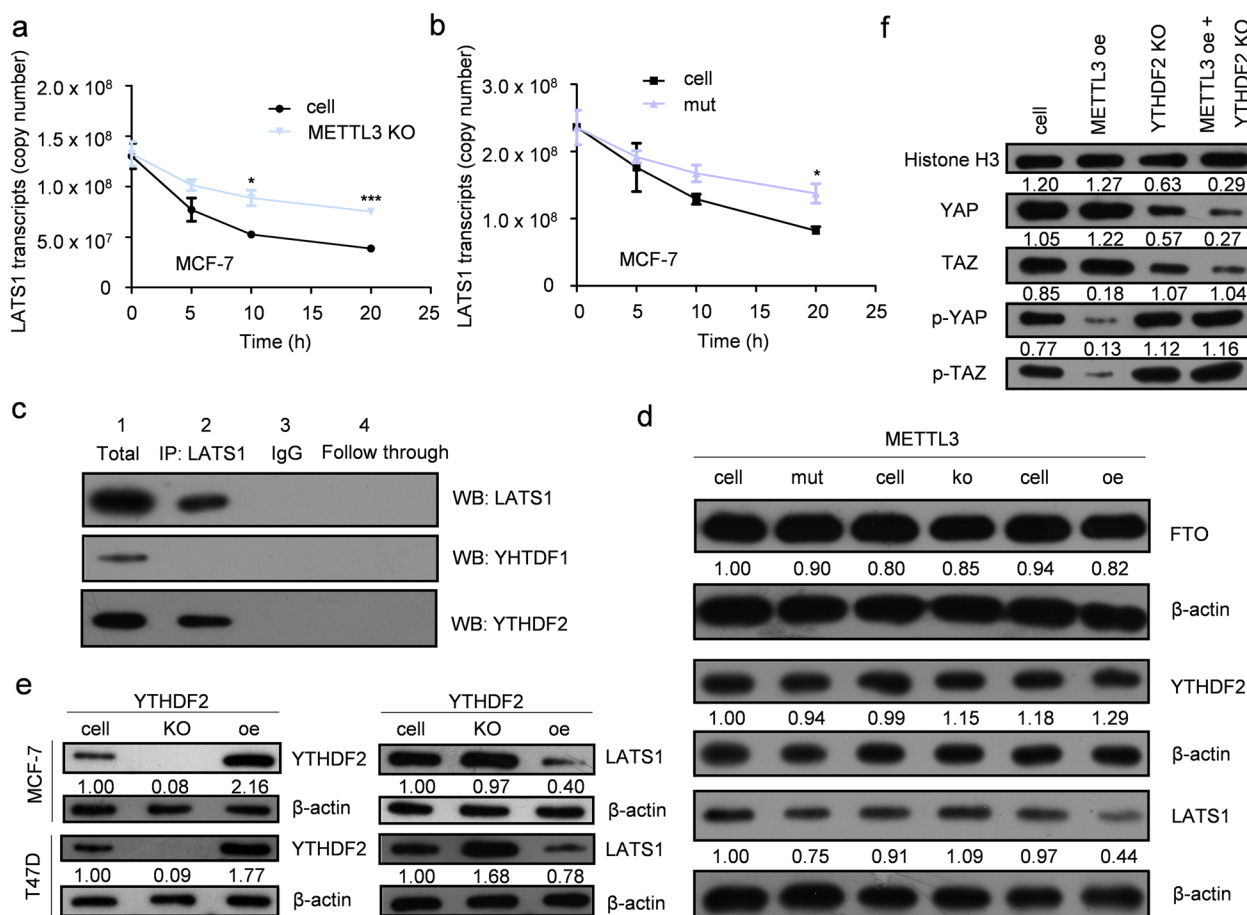 a
LATS1 transcripts (copy number)
2.0 x 10⁸
1.5 x 10⁸
1.0 x 10⁸
5.0 x 10⁷
0
cell
METTL3 KO
*
***
MCF-7
0 5 10 15 20 25
Time (h)
b
LATS1 transcripts (copy number)
3.0 x 10⁸
2.0 x 10⁸
1.0 x 10⁸
0
cell
mut
*
MCF-7
0 5 10 15 20 25
Time (h)
f
cell
METTL3 oe
YTHDF2 KO
METTL3 oe +
YTHDF2 KO
Histone H3
1.20 1.27 0.63 0.29
YAP
1.05 1.22 0.57 0.27
TAZ
0.85 0.18 1.07 1.04
p-YAP
0.77 0.13 1.12 1.16
p-TAZ
c
1 2 3 4
Total IP: LATS1 IgG Follow through
WB: LATS1
WB: YHTDF1
WB: YTHDF2
d
METTL3
cell mut cell ko cell oe
FTO
1.00 0.90 0.80 0.85 0.94 0.82
β-actin
YTHDF2
1.00 0.94 0.99 1.15 1.18 1.29
β-actin
LATS1
1.00 0.75 0.91 1.09 0.97 0.44
β-actin
e
YTHDF2
cell KO oe
MCF-7
YTHDF2
1.00 0.08 2.16
β-actin
T47D
YTHDF2
1.00 0.09 1.77
β-actin
YTHDF2
cell KO oe
LATS1
1.00 0.97 0.40
β-actin
LATS1
1.00 1.68 0.78
β-actin